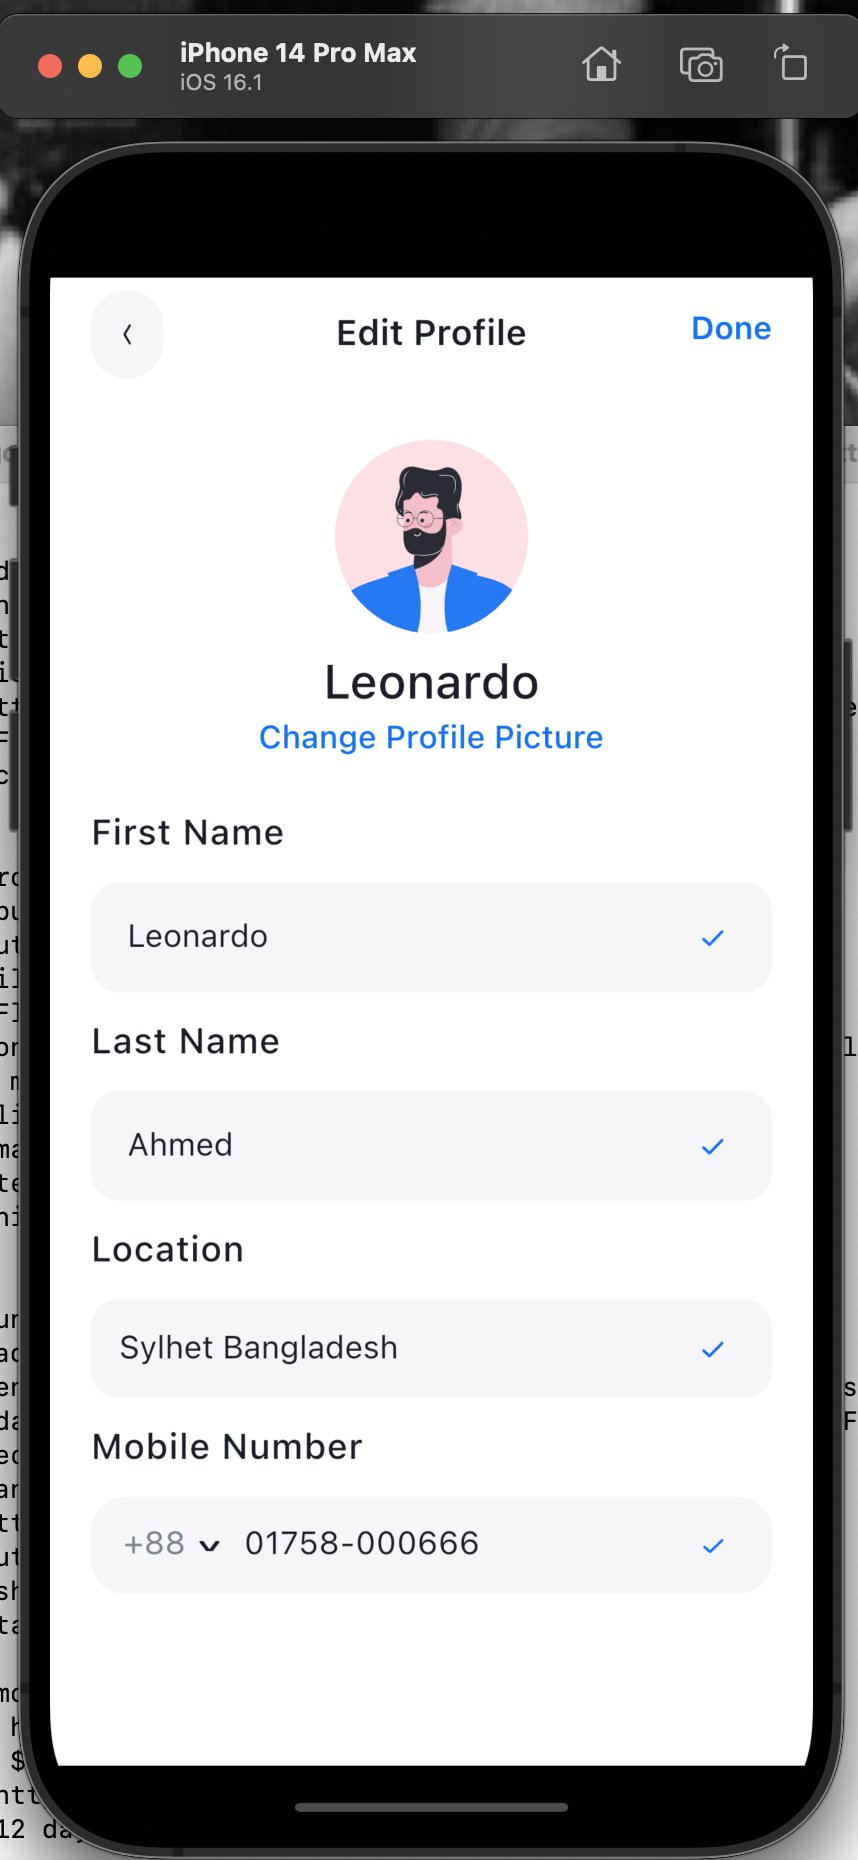 iPhone 14 Pro Max
iOS 16.1
Edit Profile
Done
Leonardo
Change Profile Picture
First Name
Leonardo
Last Name
Ahmed
Location
Sylhet Bangladesh
Mobile Number
+88 01758-000666